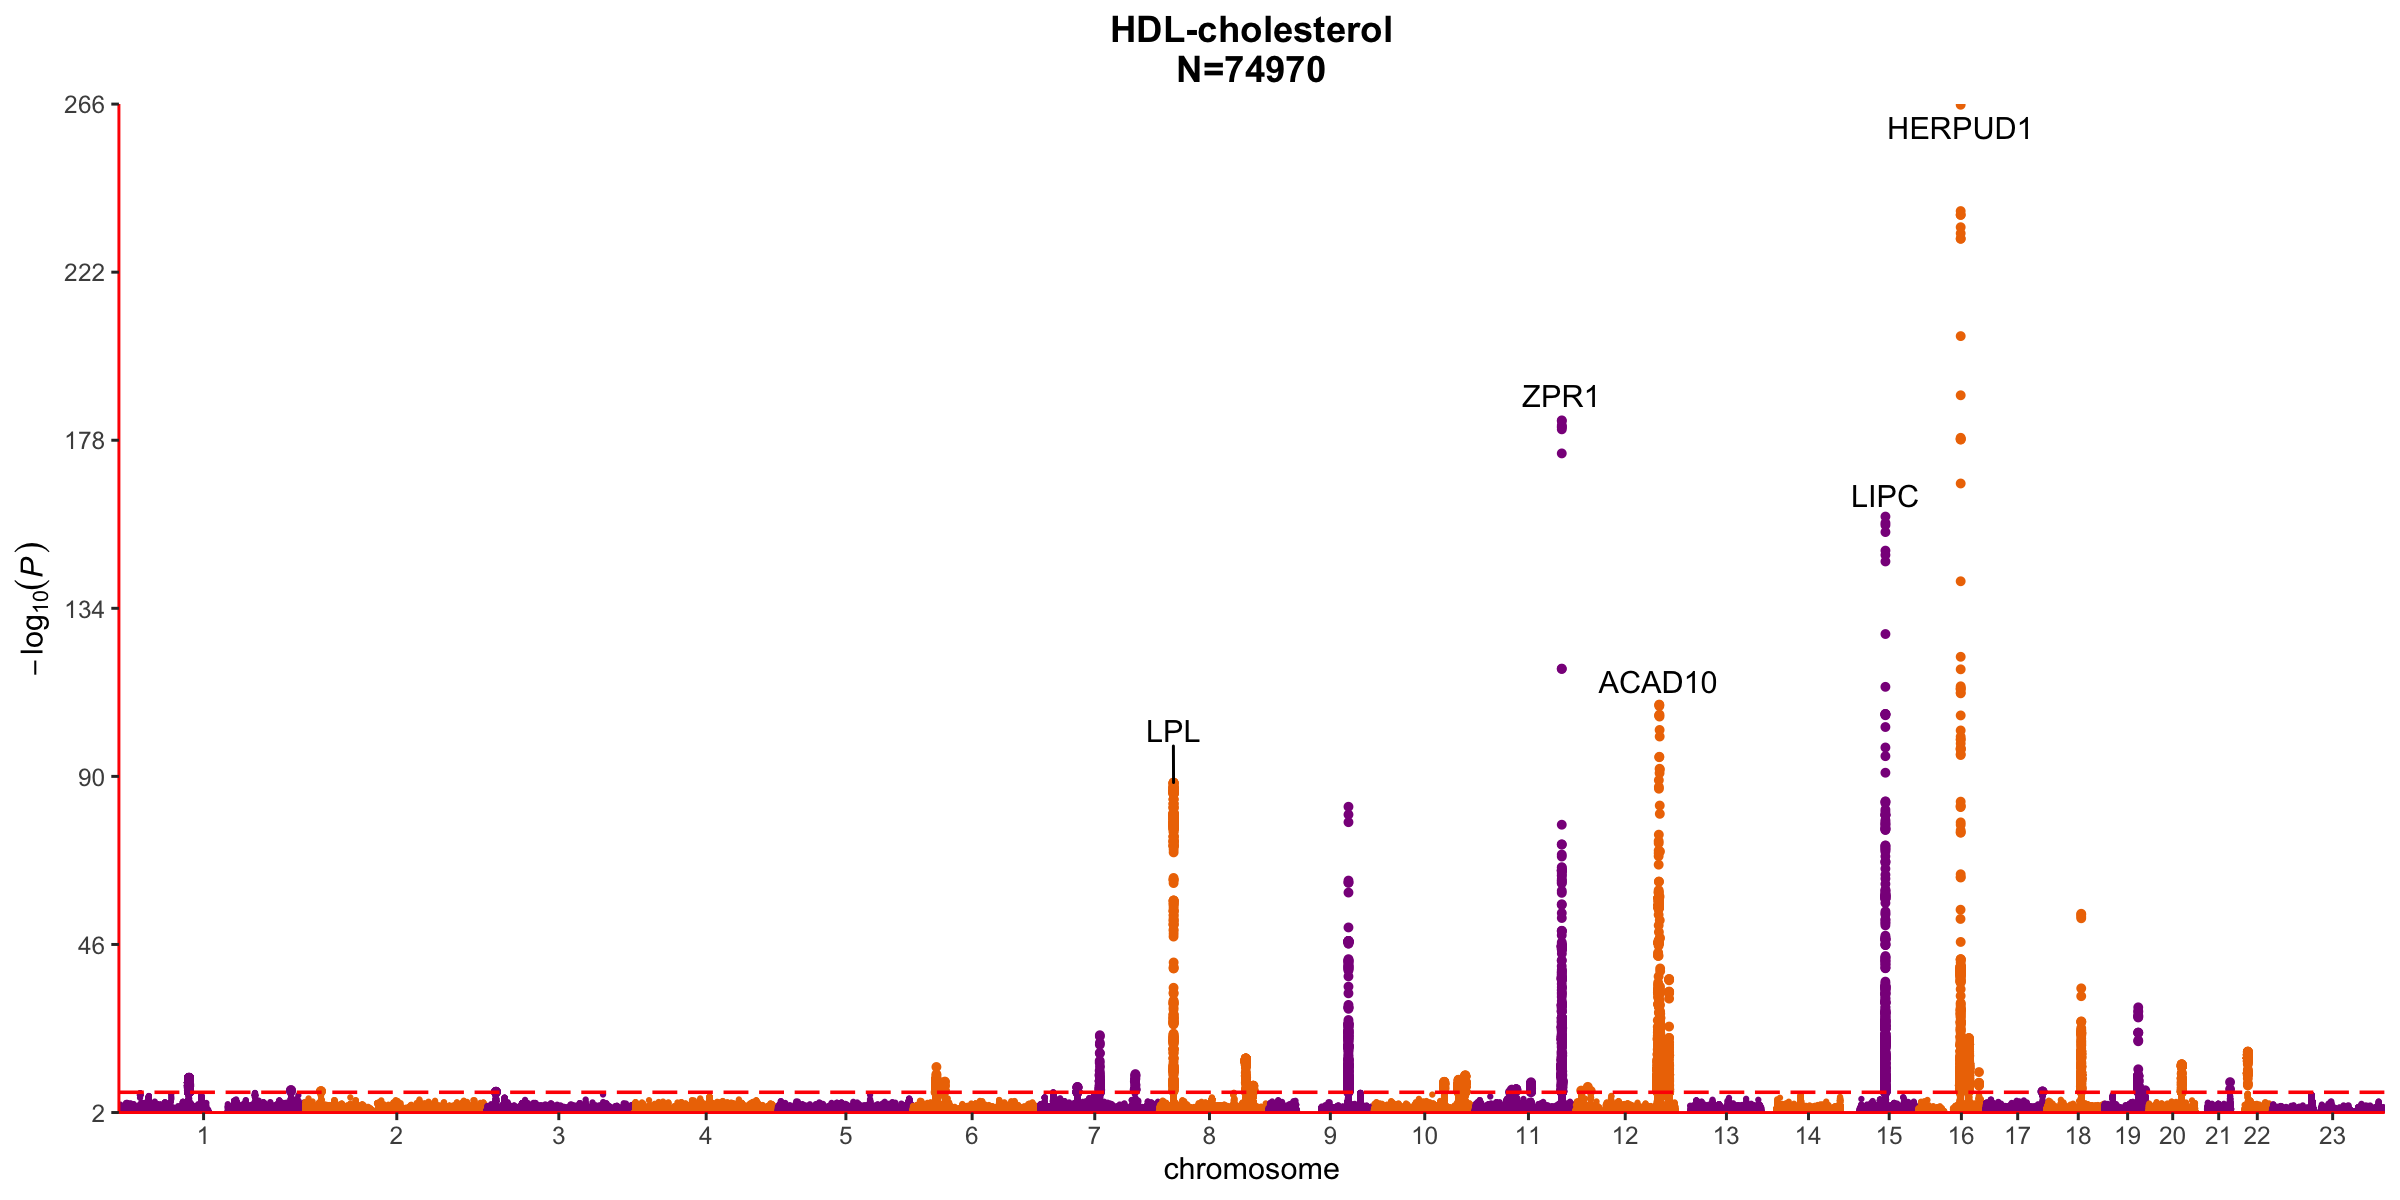 HDL-cholesterol
N=74970
266
HERPUD1
222
ZPR1
178
LIPC
−log10(P)
134
ACAD10
LPL
90
46
2
1 2 3 4 5 6 7 8 9 10 11 12 13 14 15 16 17 18 19 20 21 22 23
chromosome